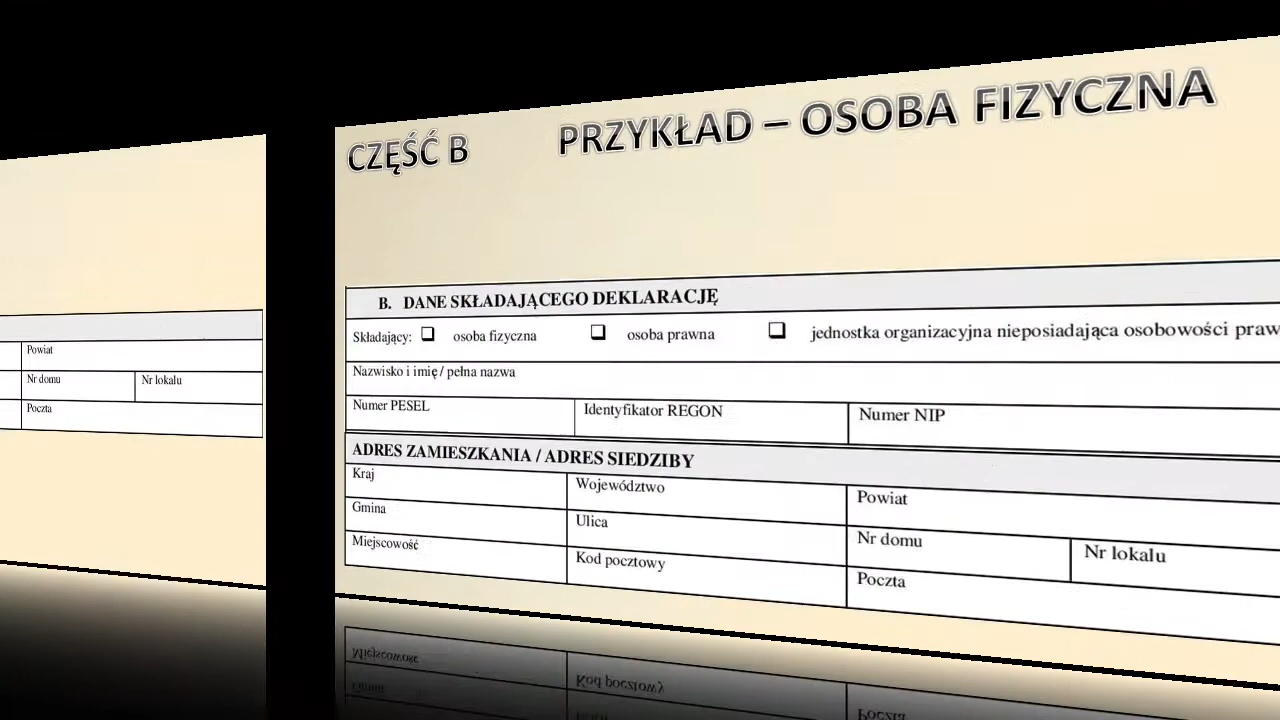 Powiat
Nr domu Nr lokalu
Poczta
CZĘŚĆ B PRZYKŁAD – OSOBA FIZYCZNA
B. DANE SKŁADAJĄCEGO DEKLARACJĘ
Składający: osoba fizyczna osoba prawna jednostka organizacyjna nieposiadająca osobowości praw
Nazwisko i imię / pełna nazwa
Numer PESEL Identyfikator REGON Numer NIP
ADRES ZAMIESZKANIA / ADRES SIEDZIBY
Kraj Województwo Powiat
Gmina Ulica Nr domu Nr lokalu
Miejscowość Kod pocztowy Poczta